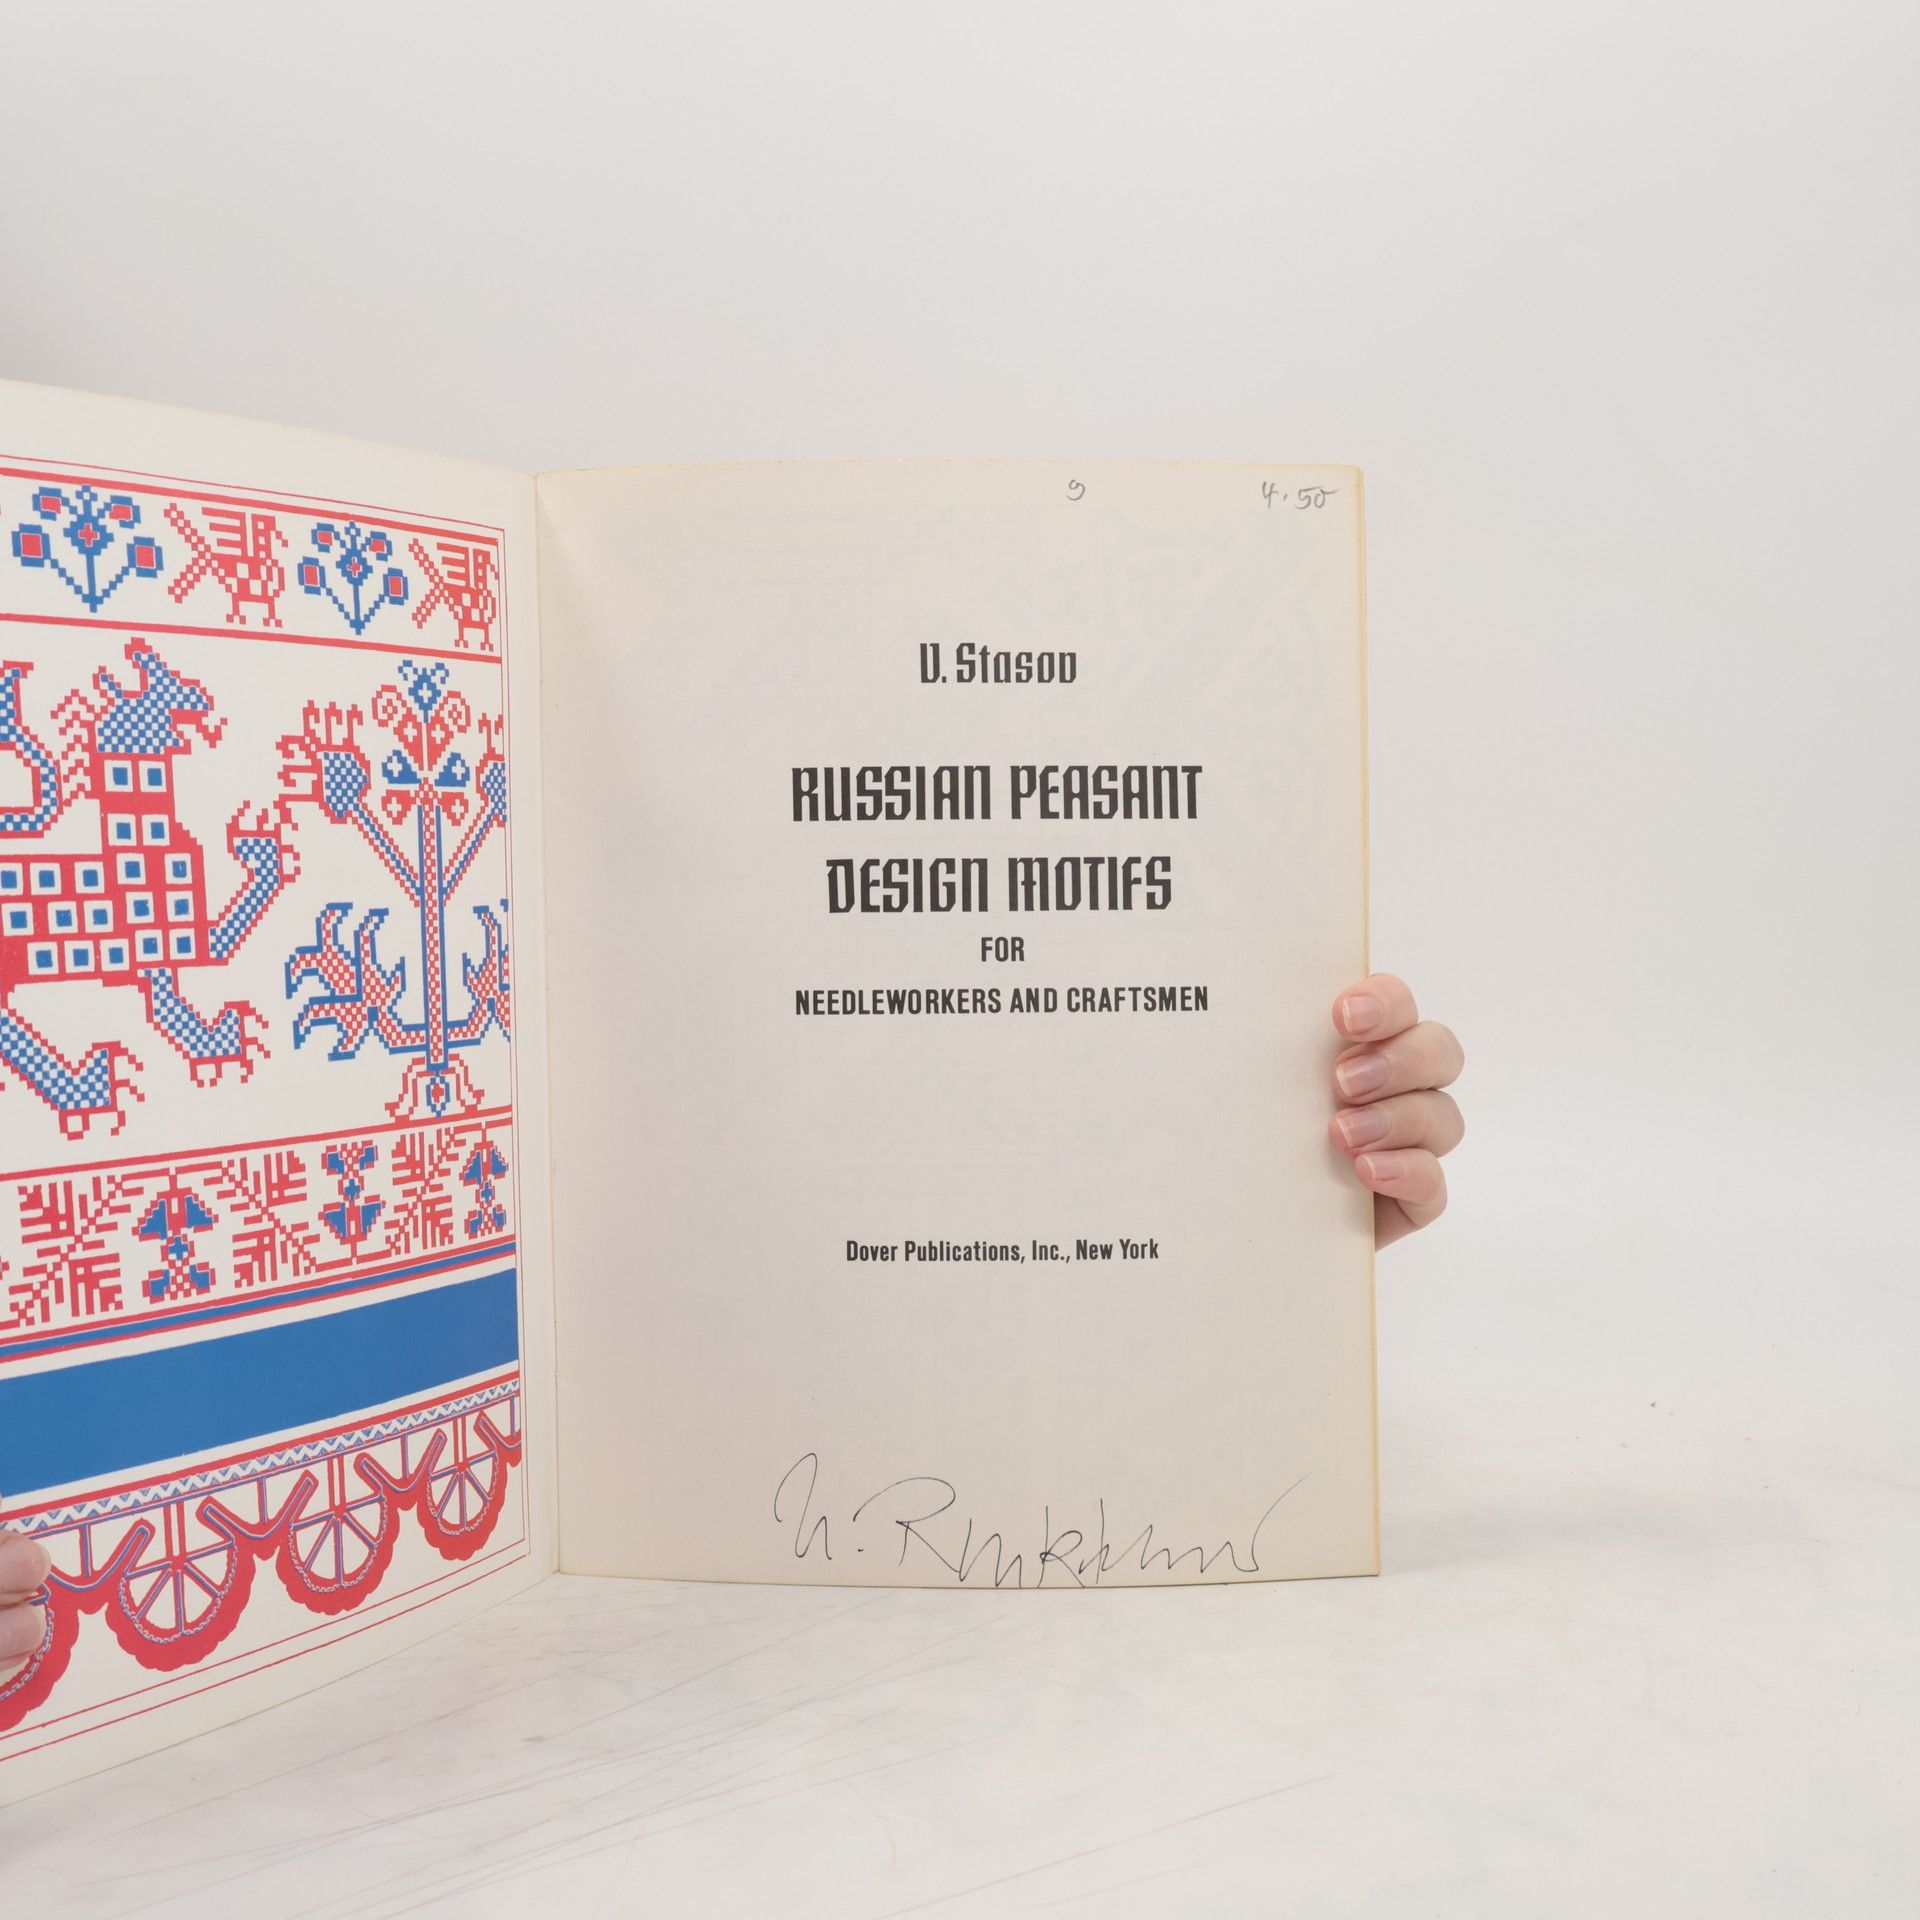 9 4.50
V. Stasov
RUSSIAN PEASANT
DESIGN MOTIFS
FOR
NEEDLEWORKERS AND CRAFTSMEN
Dover Publications, Inc., New York